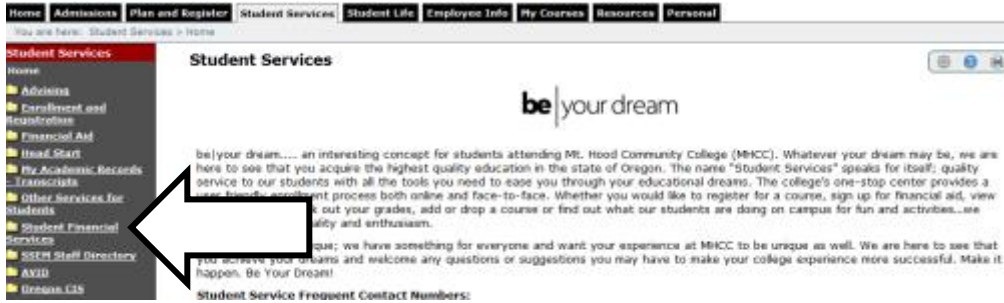 Home Admissions Plan and Register Student Services Student Life Employee Info My Courses Resources Personal
You are here: Student Services > Home
Student Services
Home
Advising
Enrollment and
Registration
Financial Aid
Head Start
My Academic Records
- Transcripts
Other Services for
Students
Student Financial
Services
SSEM Staff Directory
AVID
Oregon CIS
Student Services
be|your dream
be|your dream.... an interesting concept for students attending Mt. Hood Community College (MHCC). Whatever your dream may be, we are
here to see that you acquire the highest quality education in the state of Oregon. The name "Student Services" speaks for itself; quality
service to our students with all the tools you need to ease you through your educational dreams. The college's one-stop center provides a
user friendly enrollment process both online and face-to-face. Whether you would like to register for a course, sign up for financial aid, view
out your grades, add or drop a course or find out what our students are doing on campus for fun and activities...we
and enthusiasm.
we have something for everyone and want your experience at MHCC to be unique as well. We are here to see that
you achieve your dreams and welcome any questions or suggestions you may have to make your college experience more successful. Make it
happen. Be Your Dream!
Student Service Frequent Contact Numbers: